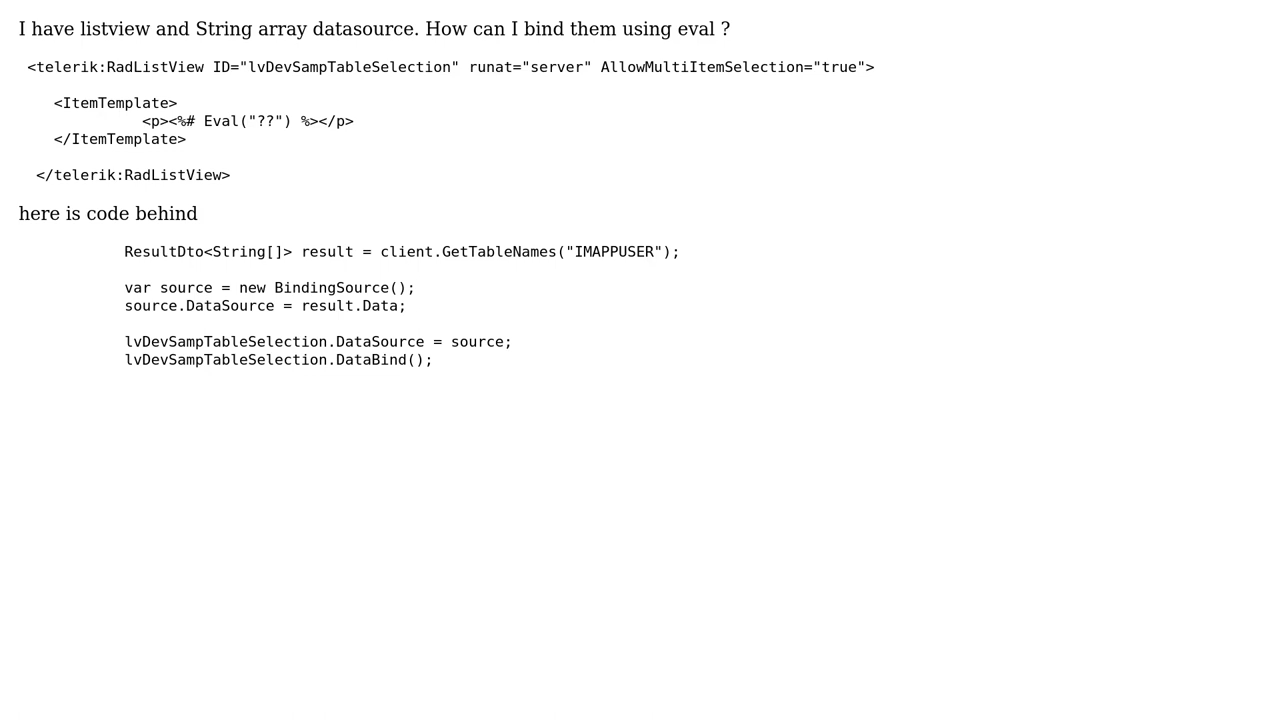 I have listview and String array datasource. How can I bind them using eval ?
<telerik:RadListView ID="lvDevSampTableSelection" runat="server" AllowMultiItemSelection="true">
<ItemTemplate>
<p><%# Eval("??") %></p>
</ItemTemplate>
</telerik:RadListView>
here is code behind
ResultDto<String[]> result = client.GetTableNames("IMAPPUSER");
var source = new BindingSource();
source.DataSource = result.Data;
lvDevSampTableSelection.DataSource = source;
lvDevSampTableSelection.DataBind();